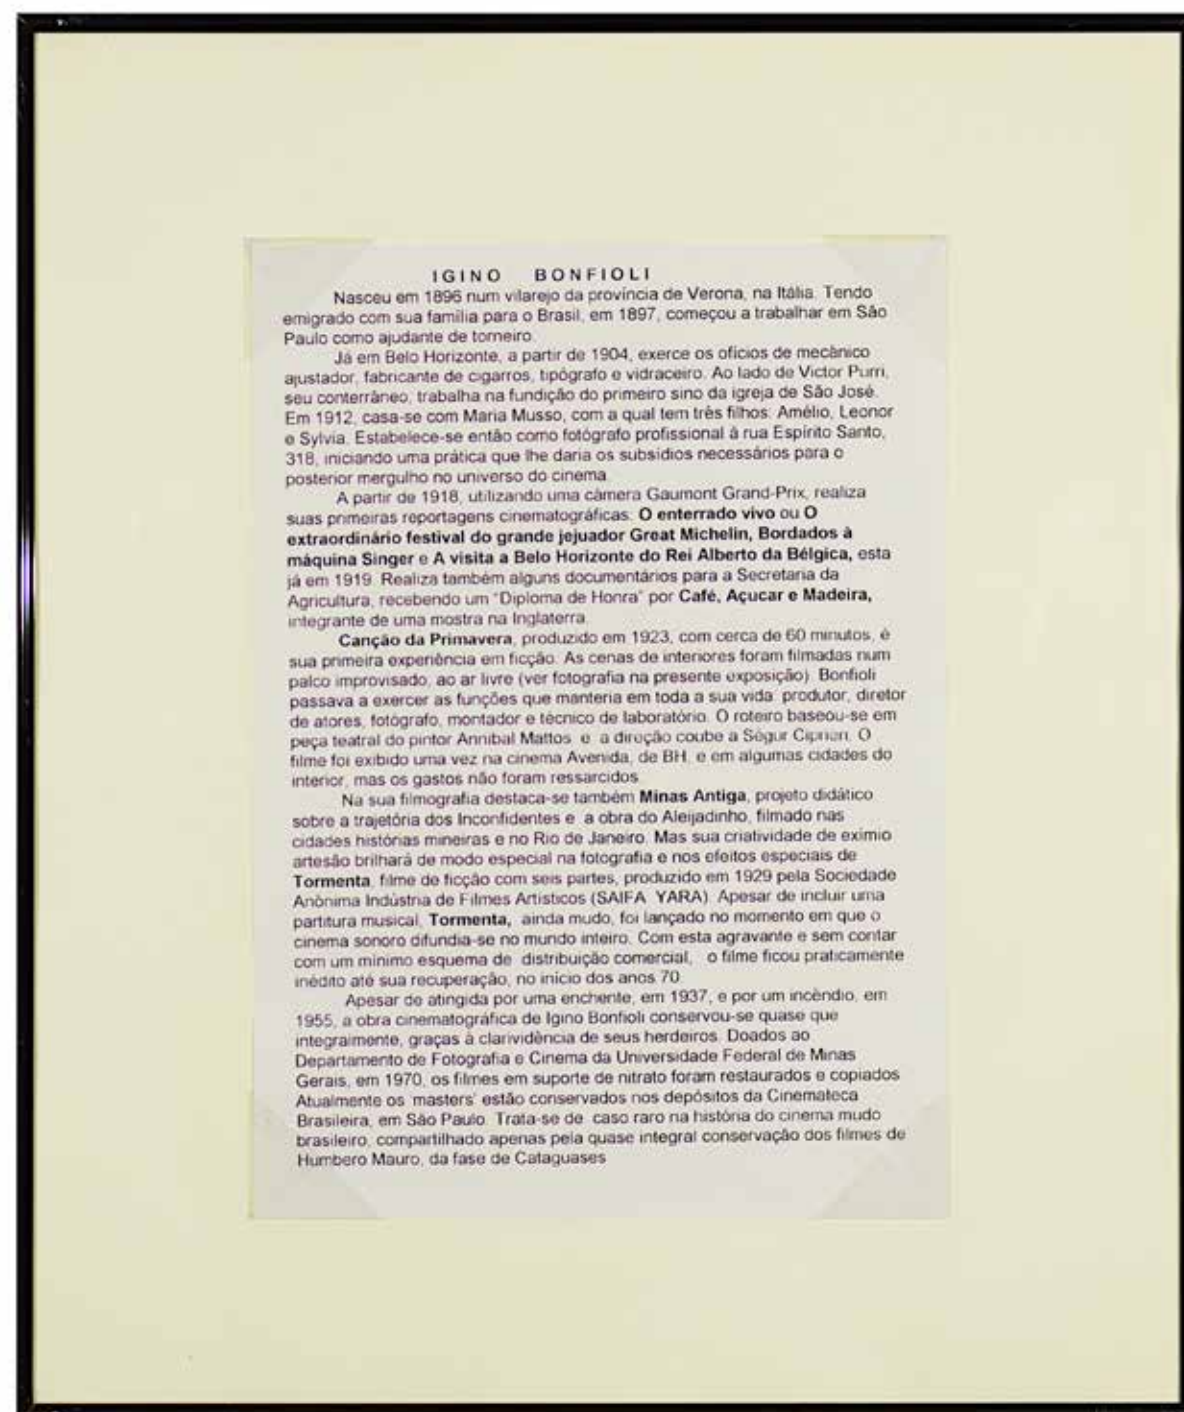 IGINO BONFIOLI
Nasceu em 1896 num vilarejo da província de Verona, na Itália. Tendo
emigrado com sua família para o Brasil, em 1897, começou a trabalhar em São
Paulo como ajudante de torneiro.
Já em Belo Horizonte, a partir de 1904, exerce os ofícios de mecânico
ajustador, fabricante de cigarros, tipógrafo e vidraceiro. Ao lado de Victor Purri,
seu conterrâneo, trabalha na fundição do primeiro sino da igreja de São José.
Em 1912, casa-se com Maria Musso, com a qual tem três filhos: Amélio, Leonor
e Sylvia. Estabelece-se então como fotógrafo profissional à rua Espírito Santo,
318, iniciando uma prática que lhe daria os subsídios necessários para o
posterior mergulho no universo do cinema.
A partir de 1918, utilizando uma câmera Gaumont Grand-Prix, realiza
suas primeiras reportagens cinematográficas: O enterrado vivo ou O
extraordinário festival do grande jejuador Great Michelin, Bordados à
máquina Singer e A visita a Belo Horizonte do Rei Alberto da Bélgica, esta
já em 1919. Realiza também alguns documentários para a Secretaria da
Agricultura, recebendo um "Diploma de Honra" por Café, Açucar e Madeira,
integrante de uma mostra na Inglaterra.
Canção da Primavera, produzido em 1923, com cerca de 60 minutos, é
sua primeira experiência em ficção. As cenas de interiores foram filmadas num
palco improvisado, ao ar livre (ver fotografia na presente exposição). Bonfioli
passava a exercer as funções que manteria em toda a sua vida: produtor, diretor
de atores, fotógrafo, montador e técnico de laboratório. O roteiro baseou-se em
peça teatral do pintor Annibal Mattos e a direção coube a Ségur Cipriani. O
filme foi exibido uma vez na cinema Avenida, de BH, e em algumas cidades do
interior, mas os gastos não foram ressarcidos.
Na sua filmografia destaca-se também Minas Antiga, projeto didático
sobre a trajetória dos Inconfidentes e a obra do Aleijadinho, filmado nas
cidades histórias mineiras e no Rio de Janeiro. Mas sua criatividade de exímio
artesão brilhará de modo especial na fotografia e nos efeitos especiais de
Tormenta, filme de ficção com seis partes, produzido em 1929 pela Sociedade
Anônima Indústria de Filmes Artísticos (SAIFA YARA). Apesar de incluir uma
partitura musical, Tormenta, ainda mudo, foi lançado no momento em que o
cinema sonoro difundia-se no mundo inteiro. Com esta agravante e sem contar
com um mínimo esquema de distribuição comercial, o filme ficou praticamente
inédito até sua recuperação, no início dos anos 70.
Apesar de atingida por uma enchente, em 1937, e por um incêndio, em
1955, a obra cinematográfica de Igino Bonfioli conservou-se quase que
integralmente, graças à clarividência de seus herdeiros. Doados ao
Departamento de Fotografia e Cinema da Universidade Federal de Minas
Gerais, em 1970, os filmes em suporte de nitrato foram restaurados e copiados.
Atualmente os 'masters' estão conservados nos depósitos da Cinemateca
Brasileira, em São Paulo. Trata-se de caso raro na história do cinema mudo
brasileiro, compartilhado apenas pela quase integral conservação dos filmes de
Humbero Mauro, da fase de Cataguases